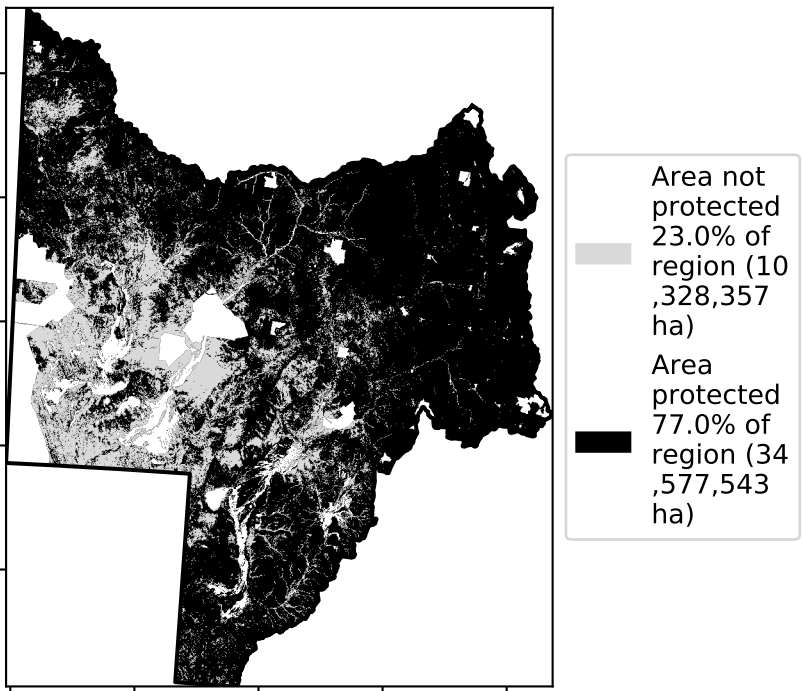 Area not
protected
23.0% of
region (10
,328,357
ha)
Area
protected
77.0% of
region (34
,577,543
ha)